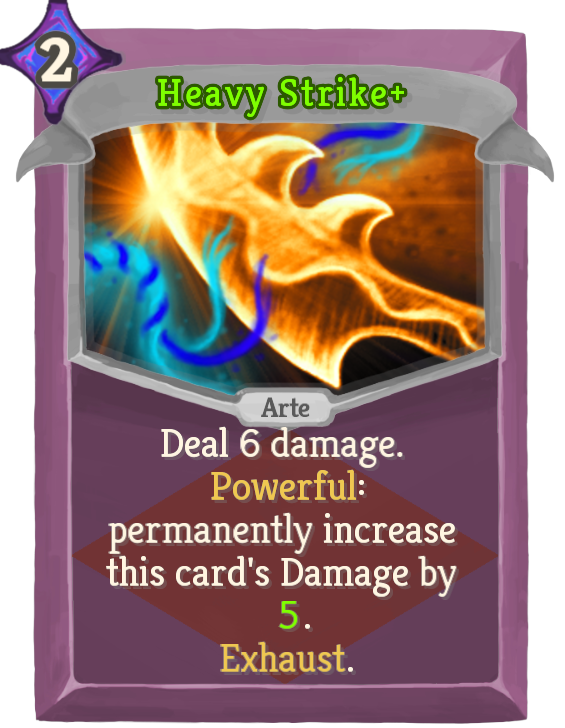 2
Heavy Strike+
Arte
Deal 6 damage.
Powerful:
permanently increase
this card's Damage by
5.
Exhaust.